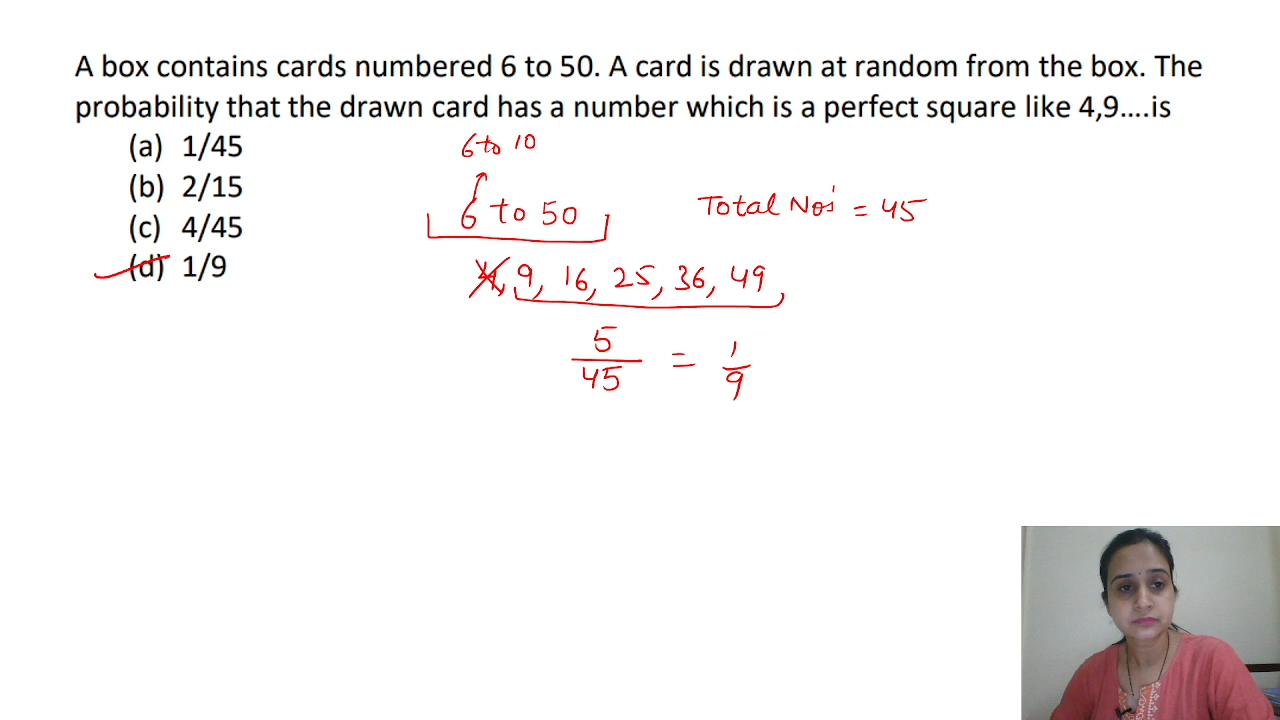 A box contains cards numbered 6 to 50. A card is drawn at random from the box. The
probability that the drawn card has a number which is a perfect square like 4,9....is
(a) 1/45
(b) 2/15
(c) 4/45
(d) 1/9
6 to 10
6 to 50
Total No's = 45
4, 9, 16, 25, 36, 49
5/45 = 1/9